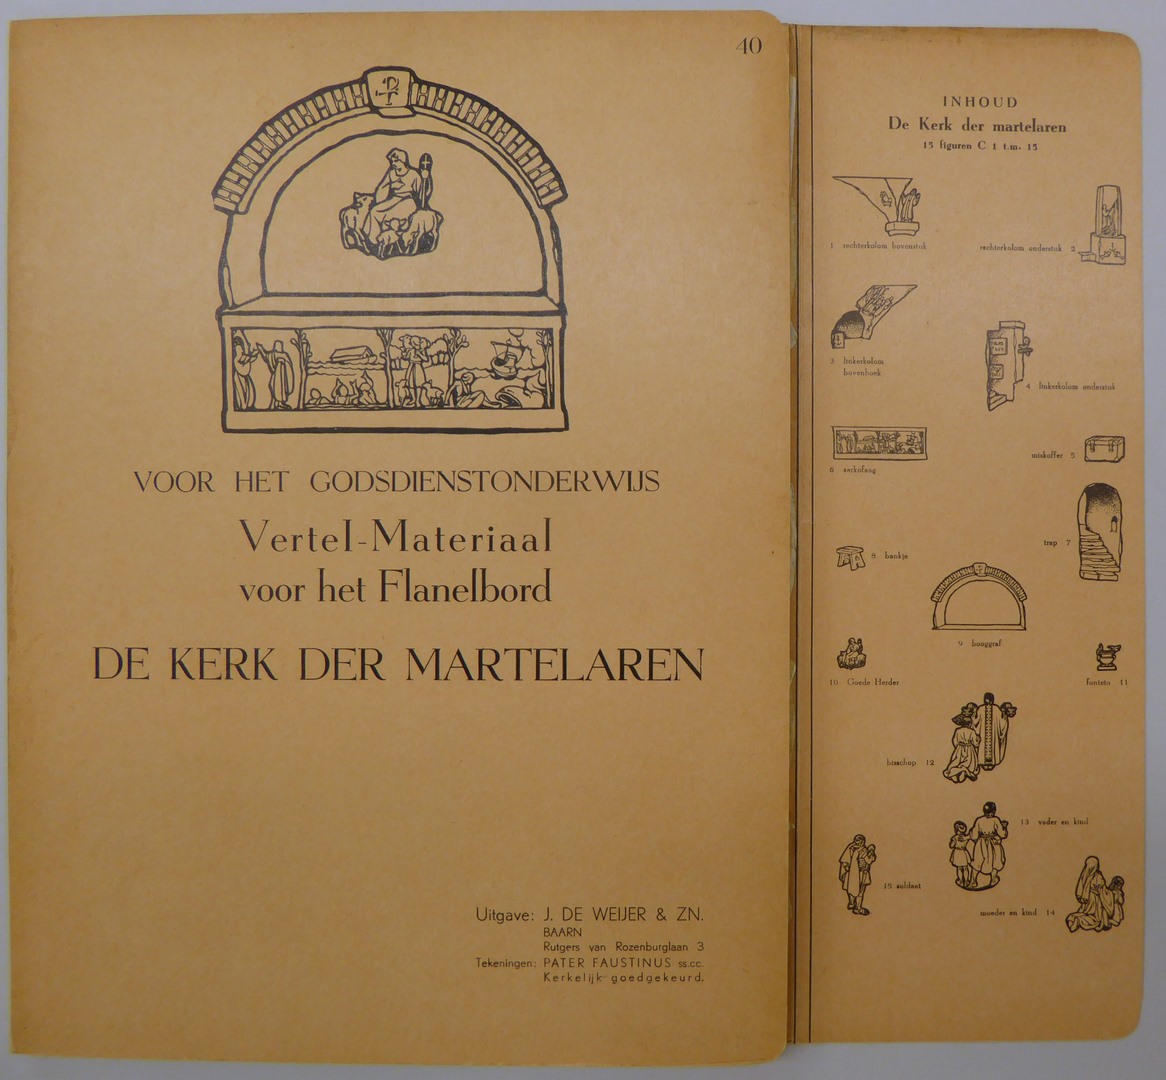 40
VOOR HET GODSDIENSTONDERWIJS
Vertel-Materiaal
voor het Flanelbord
DE KERK DER MARTELAREN
Uitgave: J. DE WEIJER & ZN.
BAARN
Rutgers van Rozenburglaan 3
Tekeningen: PATER FAUSTINUS ss.cc.
Kerkelijk goedgekeurd.
INHOUD
De Kerk der martelaren
15 figuren C 1 t.m. 15
1 rechterkolom bovenstuk
rechterkolom onderstuk 2
3 linkerkolom
bovenhoek
4 linkerkolom onderstuk
6 sarkofaag
miskoffer 5
trap 7
8 bankje
9 booggraf
10 Goede Herder
fontein 11
bisschop 12
13 vader en kind
15 soldaat
moeder en kind 14